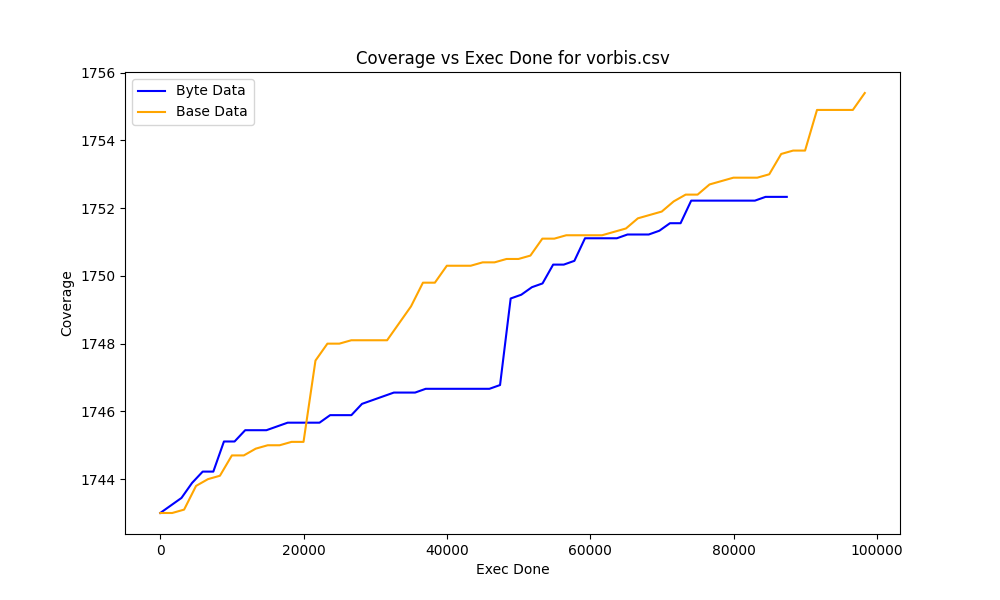 Coverage vs Exec Done for vorbis.csv
Byte Data
Base Data
1756
1754
1752
1750
1748
1746
1744
Coverage
0 20000 40000 60000 80000 100000
Exec Done